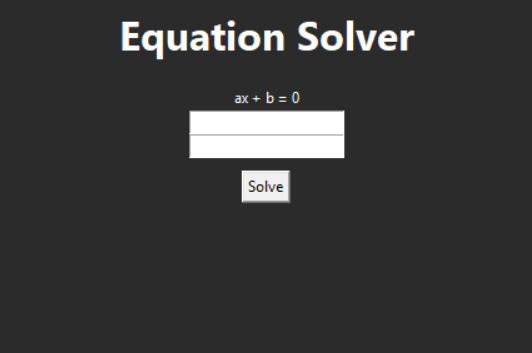 Equation Solver
ax + b = 0
Solve